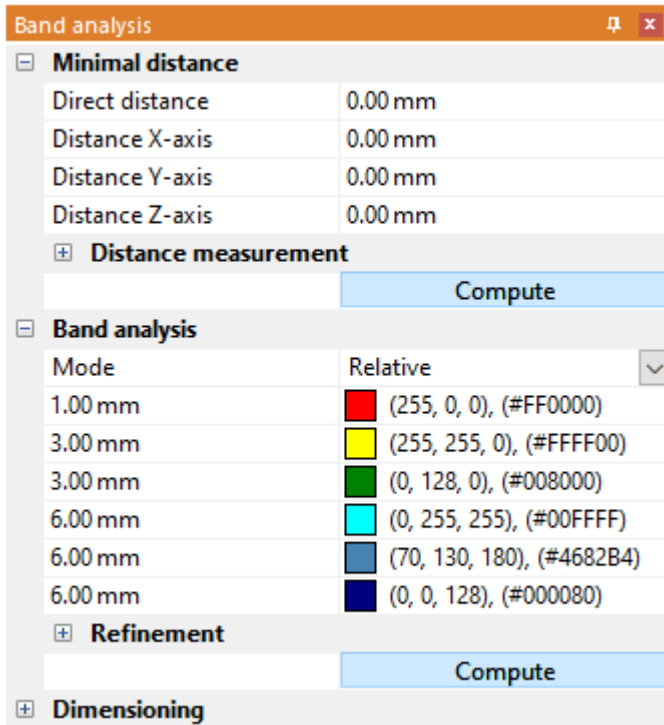 Band analysis
Minimal distance
Direct distance 0.00 mm
Distance X-axis 0.00 mm
Distance Y-axis 0.00 mm
Distance Z-axis 0.00 mm
Distance measurement
Compute
Band analysis
Mode Relative
1.00 mm (255, 0, 0), (#FF0000)
3.00 mm (255, 255, 0), (#FFFF00)
3.00 mm (0, 128, 0), (#008000)
6.00 mm (0, 255, 255), (#00FFFF)
6.00 mm (70, 130, 180), (#4682B4)
6.00 mm (0, 0, 128), (#000080)
Refinement
Compute
Dimensioning